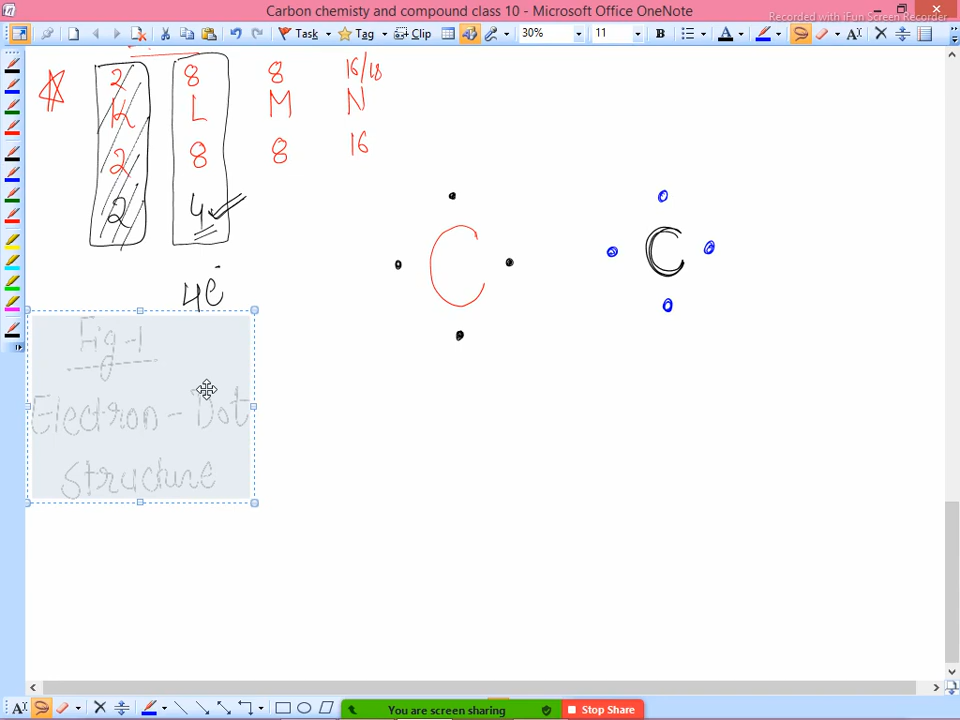 Carbon chemisty and compound class 10 - Microsoft Office OneNote
Recorded with iFun Screen Recorder
Task Tag Clip 30% 11 B A
2 8 8 16/18
K L M N
2 8 8 16
2 4
4e-
C
C
Fig-1
Electron-Dot
structure
You are screen sharing Stop Share